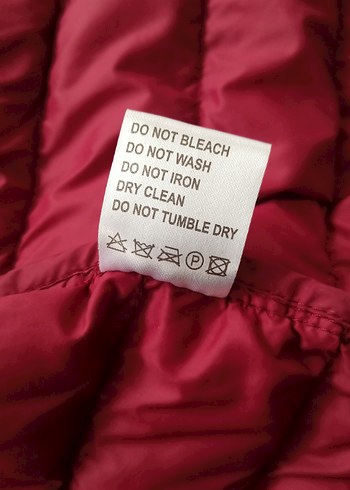 DO NOT BLEACH
DO NOT WASH
DO NOT IRON
DRY CLEAN
DO NOT TUMBLE DRY
P